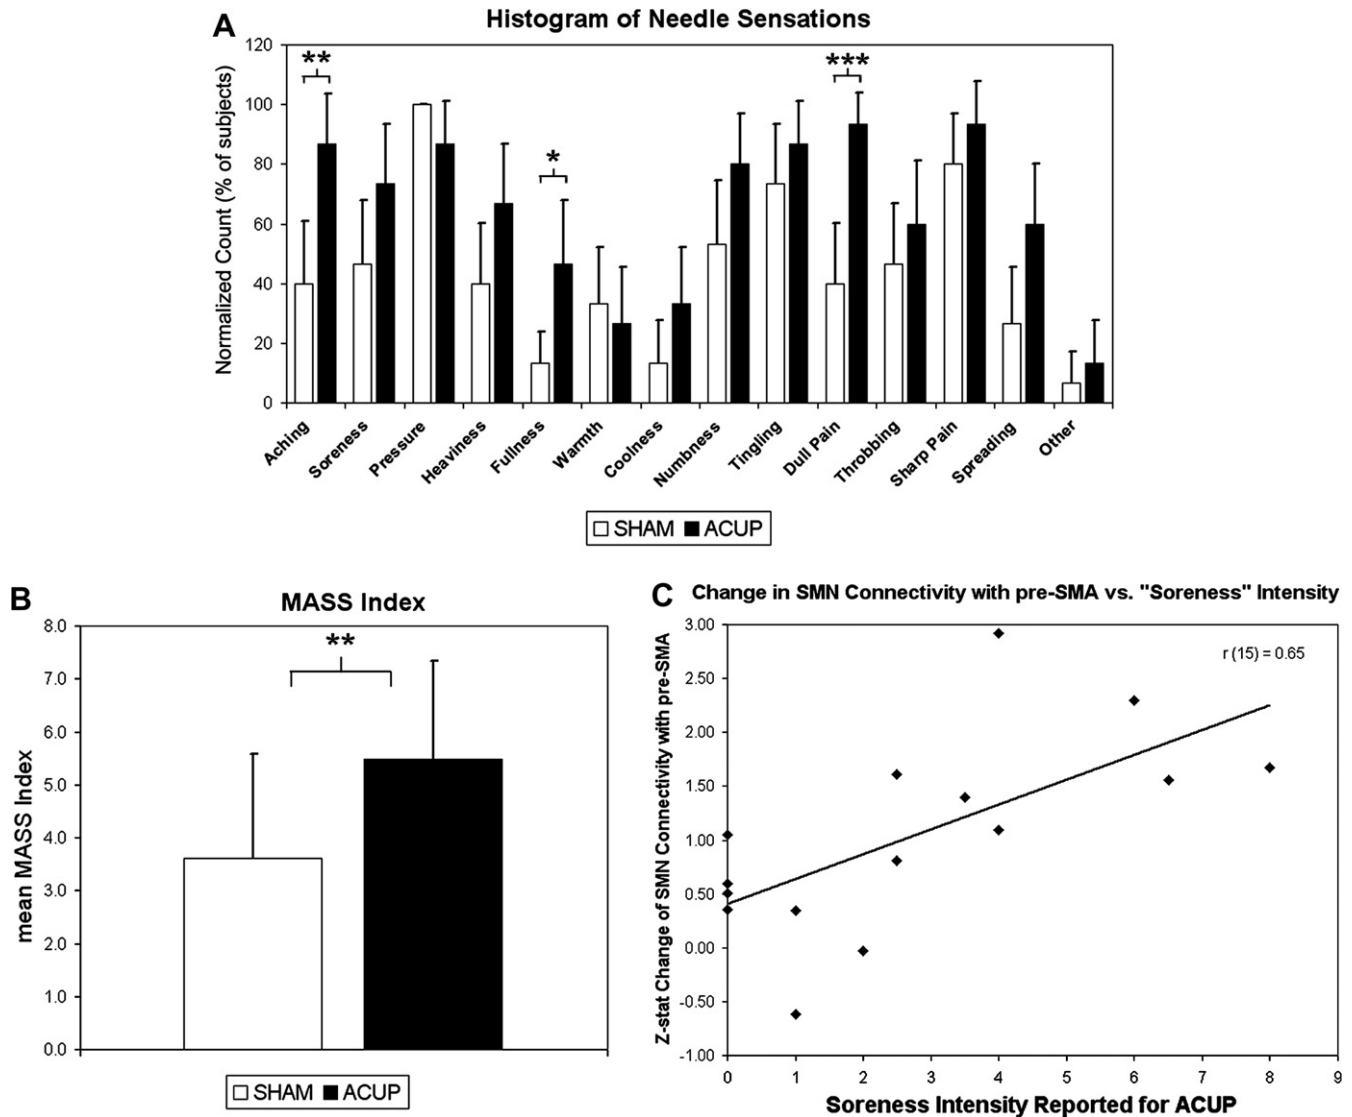 A
Histogram of Needle Sensations
Normalized Count (% of subjects)
120
100
80
60
40
20
0
**
*
***
Aching
Soreness
Pressure
Heaviness
Fullness
Warmth
Coolness
Numbness
Tingling
Dull Pain
Throbbing
Sharp Pain
Spreading
Other
SHAM ACUP
B
MASS Index
mean MASS Index
8.0
7.0
6.0
5.0
4.0
3.0
2.0
1.0
0.0
**
SHAM ACUP
C
Change in SMN Connectivity with pre-SMA vs. "Soreness" Intensity
Z-stat Change of SMN Connectivity with pre-SMA
3.00
2.50
2.00
1.50
1.00
0.50
0.00
-0.50
-1.00
r (15) = 0.65
0 1 2 3 4 5 6 7 8 9
Soreness Intensity Reported for ACUP